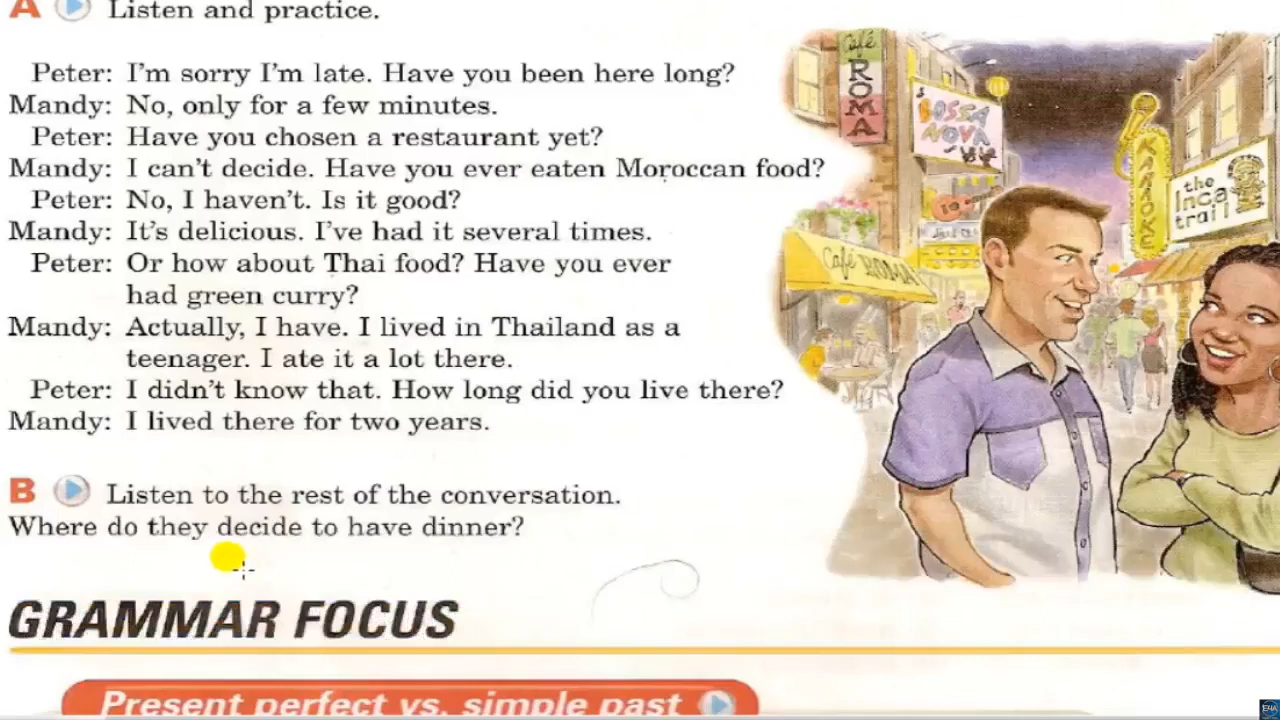 A Listen and practice.
Peter: I'm sorry I'm late. Have you been here long?
Mandy: No, only for a few minutes.
Peter: Have you chosen a restaurant yet?
Mandy: I can't decide. Have you ever eaten Moroccan food?
Peter: No, I haven't. Is it good?
Mandy: It's delicious. I've had it several times.
Peter: Or how about Thai food? Have you ever
had green curry?
Mandy: Actually, I have. I lived in Thailand as a
teenager. I ate it a lot there.
Peter: I didn't know that. How long did you live there?
Mandy: I lived there for two years.
B Listen to the rest of the conversation.
Where do they decide to have dinner?
GRAMMAR FOCUS
Present perfect vs. simple past
Café
ROMA
BOSSA
NOVA
KARAOKE
the
Inca
trail
Café ROMA